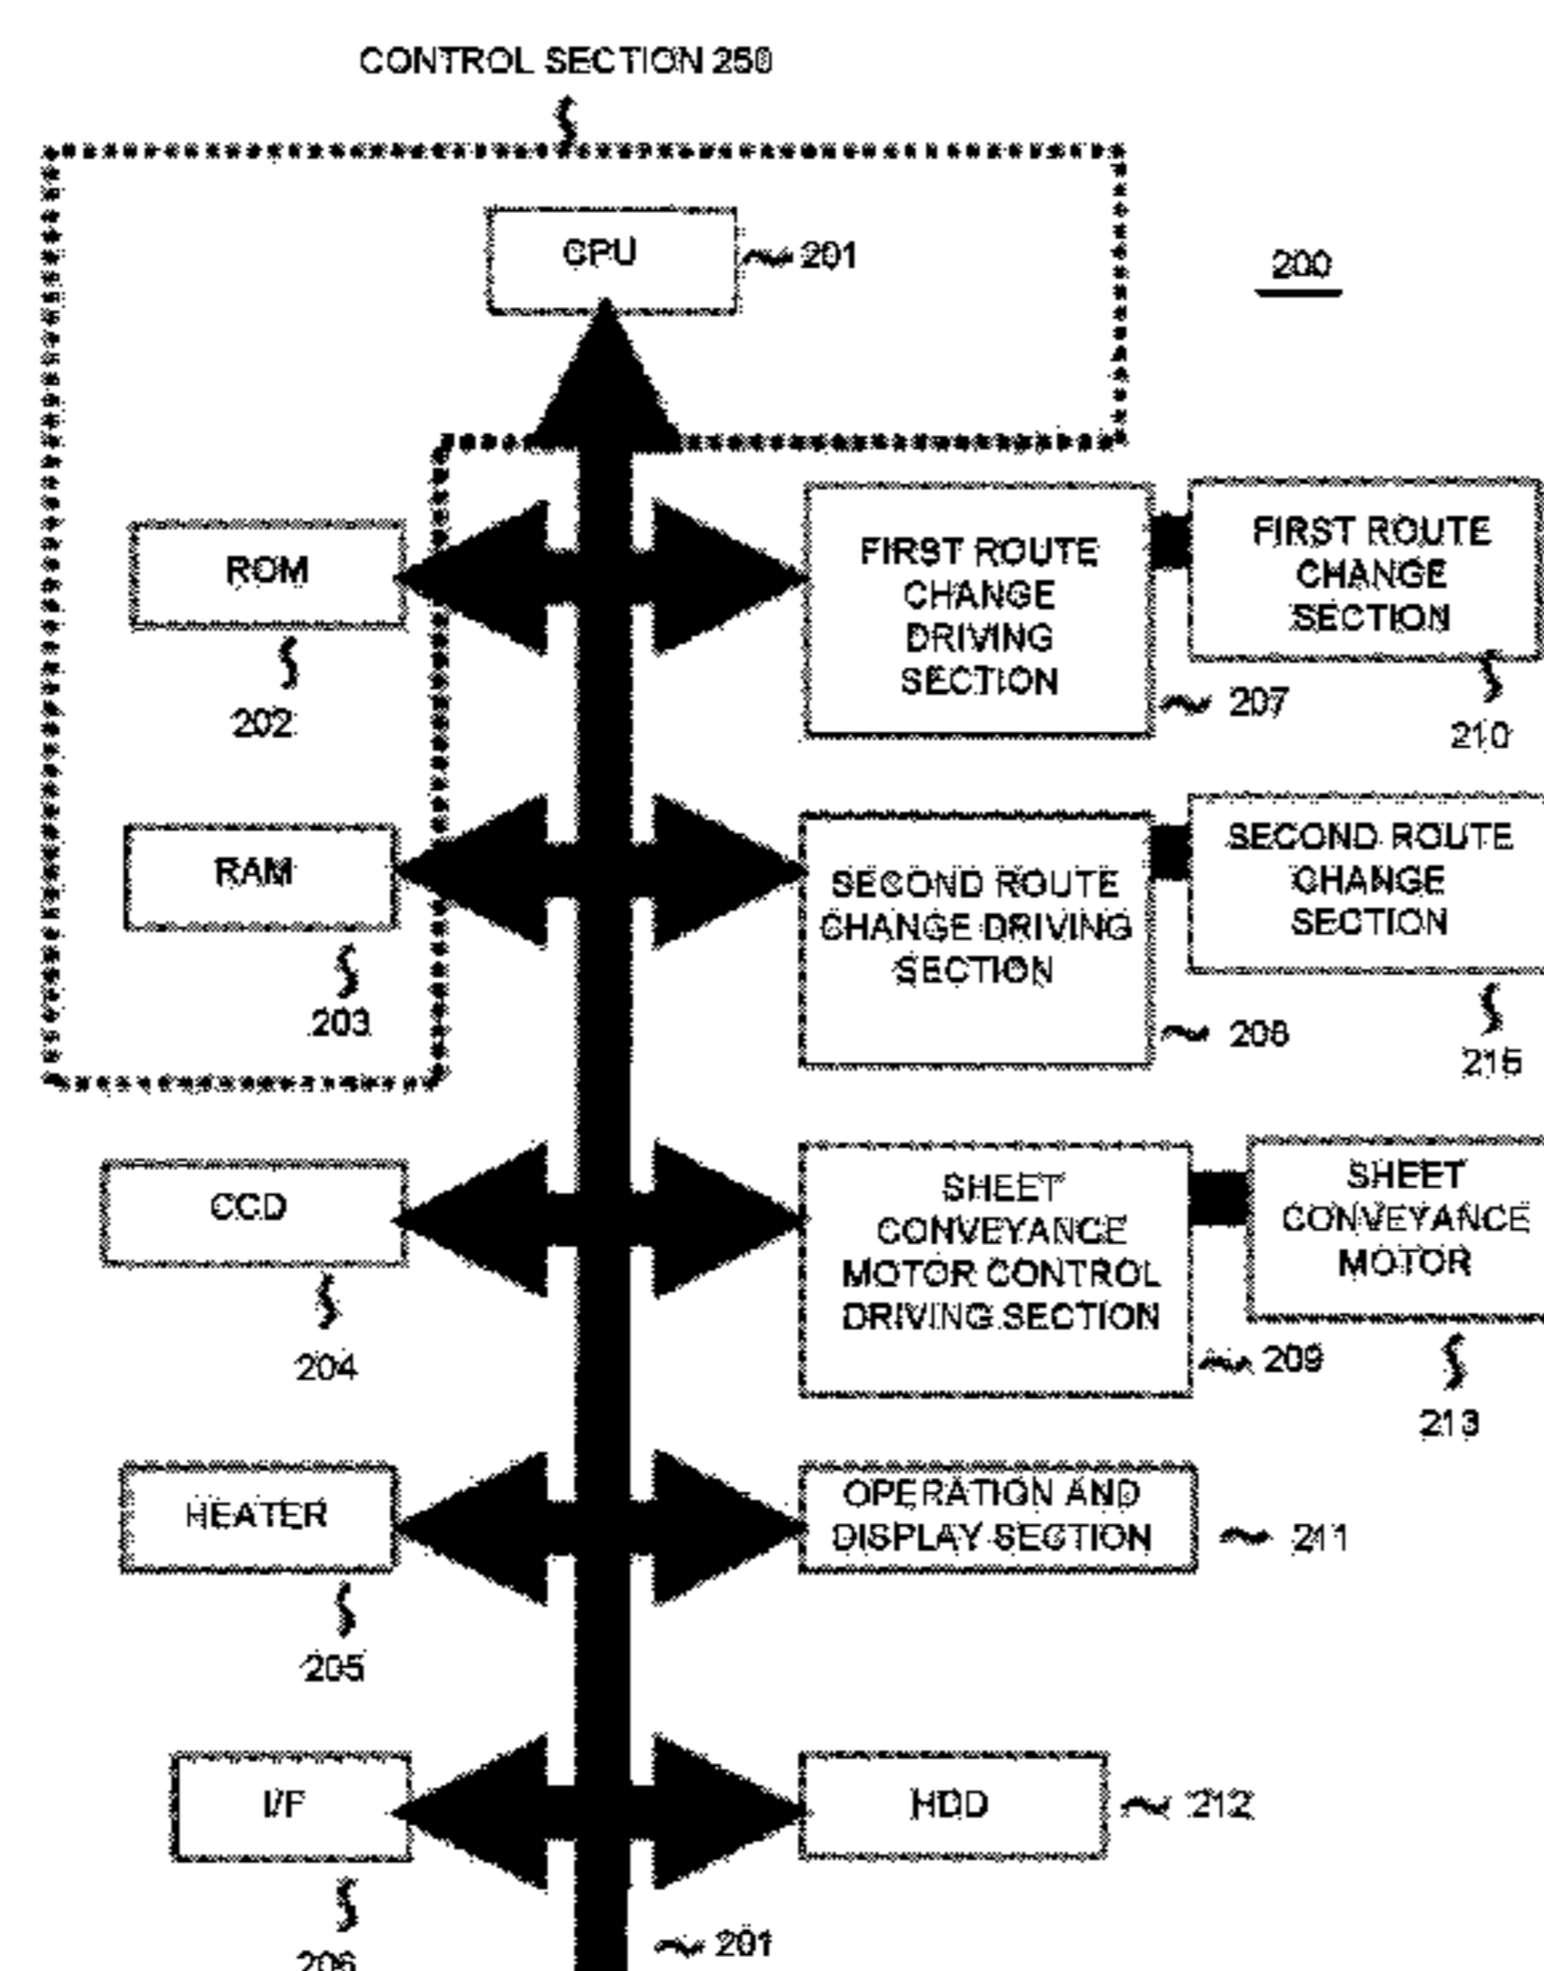 CONTROL SECTION 250
CPU
201
200
ROM
202
FIRST ROUTE
CHANGE
DRIVING
SECTION
207
FIRST ROUTE
CHANGE
SECTION
210
RAM
203
SECOND ROUTE
CHANGE DRIVING
SECTION
208
SECOND ROUTE
CHANGE
SECTION
215
CCD
204
SHEET
CONVEYANCE
MOTOR CONTROL
DRIVING SECTION
209
SHEET
CONVEYANCE
MOTOR
213
HEATER
205
OPERATION AND
DISPLAY SECTION
211
I/F
206
HDD
212
201